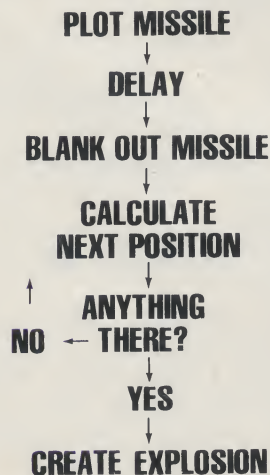 PLOT MISSILE
DELAY
BLANK OUT MISSILE
CALCULATE
NEXT POSITION
ANYTHING
THERE?
NO
YES
CREATE EXPLOSION